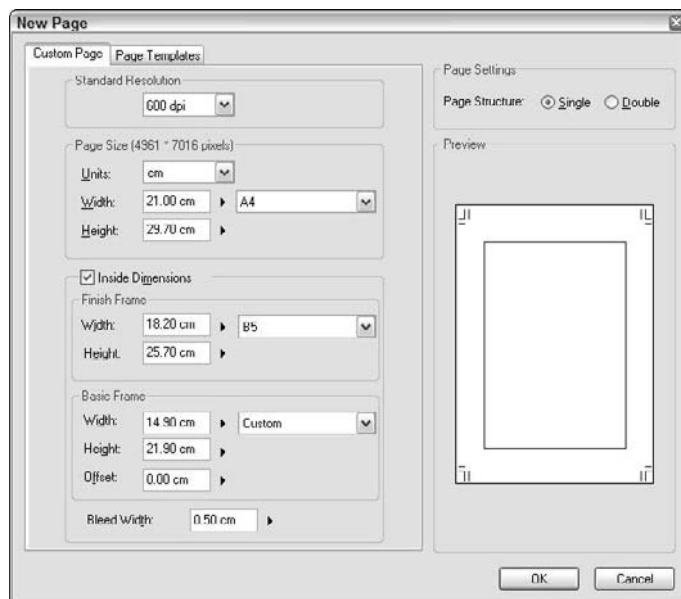 New Page
Custom Page Page Templates
Standard Resolution
600 dpi
Page Size (4961 * 7016 pixels)
Units: cm
Width: 21.00 cm A4
Height: 29.70 cm
Inside Dimensions
Finish Frame
Width: 18.20 cm B5
Height: 25.70 cm
Basic Frame
Width: 14.90 cm Custom
Height: 21.90 cm
Offset: 0.00 cm
Bleed Width: 0.50 cm
Page Settings
Page Structure: Single Double
Preview
OK Cancel